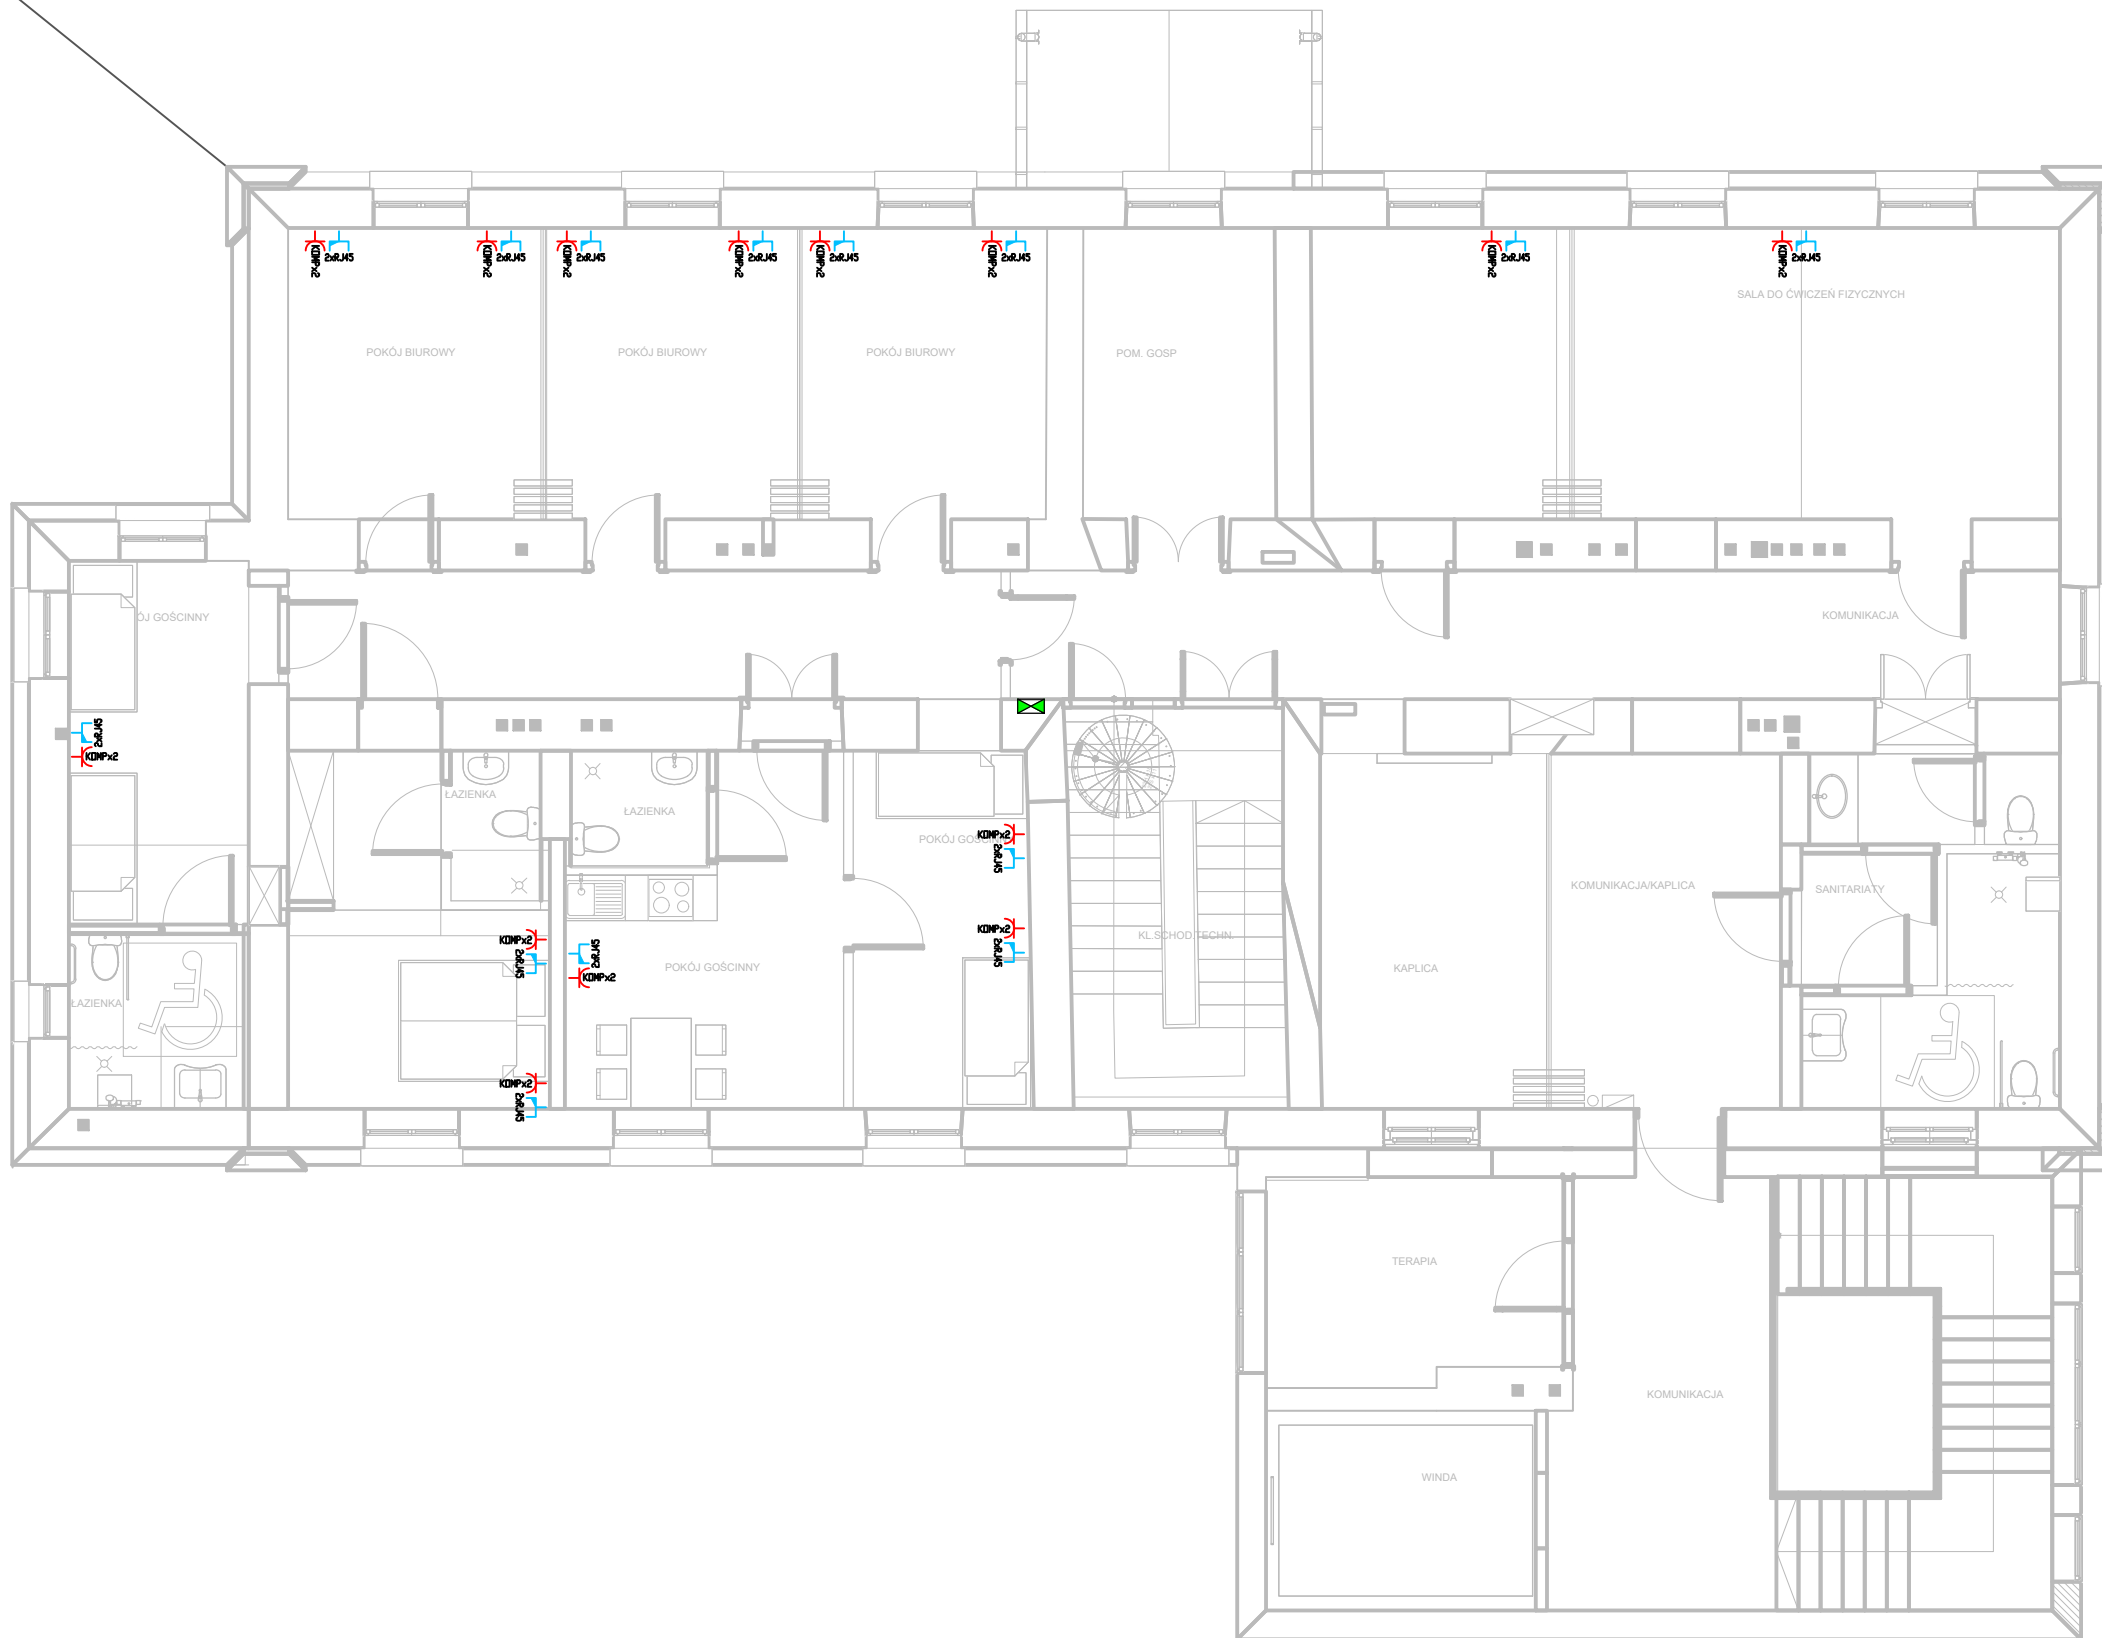 KOMPx2 2xRJ45 KOMPx2 2xRJ45 KOMPx2 2xRJ45 KOMPx2 2xRJ45 KOMPx2 2xRJ45 KOMPx2 2xRJ45 KOMPx2 2xRJ45 KOMPx2 2xRJ45
SALA DO ĆWICZEŃ FIZYCZNYCH
POKÓJ BIUROWY
POKÓJ BIUROWY
POKÓJ BIUROWY
POM. GOSP
ÓJ GOŚCINNY
KOMUNIKACJA
2xRJ45
KOMPx2
ŁAZIENKA
ŁAZIENKA
KOMPx2
POKÓJ GOŚCINNY
2xRJ45
KOMUNIKACJA/KAPLICA
SANITARIATY
KOMPx2
2xRJ45
KL.SCHOD TECHN.
KOMPx2
2xRJ45
2xRJ45
KOMPx2
POKÓJ GOŚCINNY
KAPLICA
ŁAZIENKA
KOMPx2
2xRJ45
TERAPIA
KOMUNIKACJA
WINDA